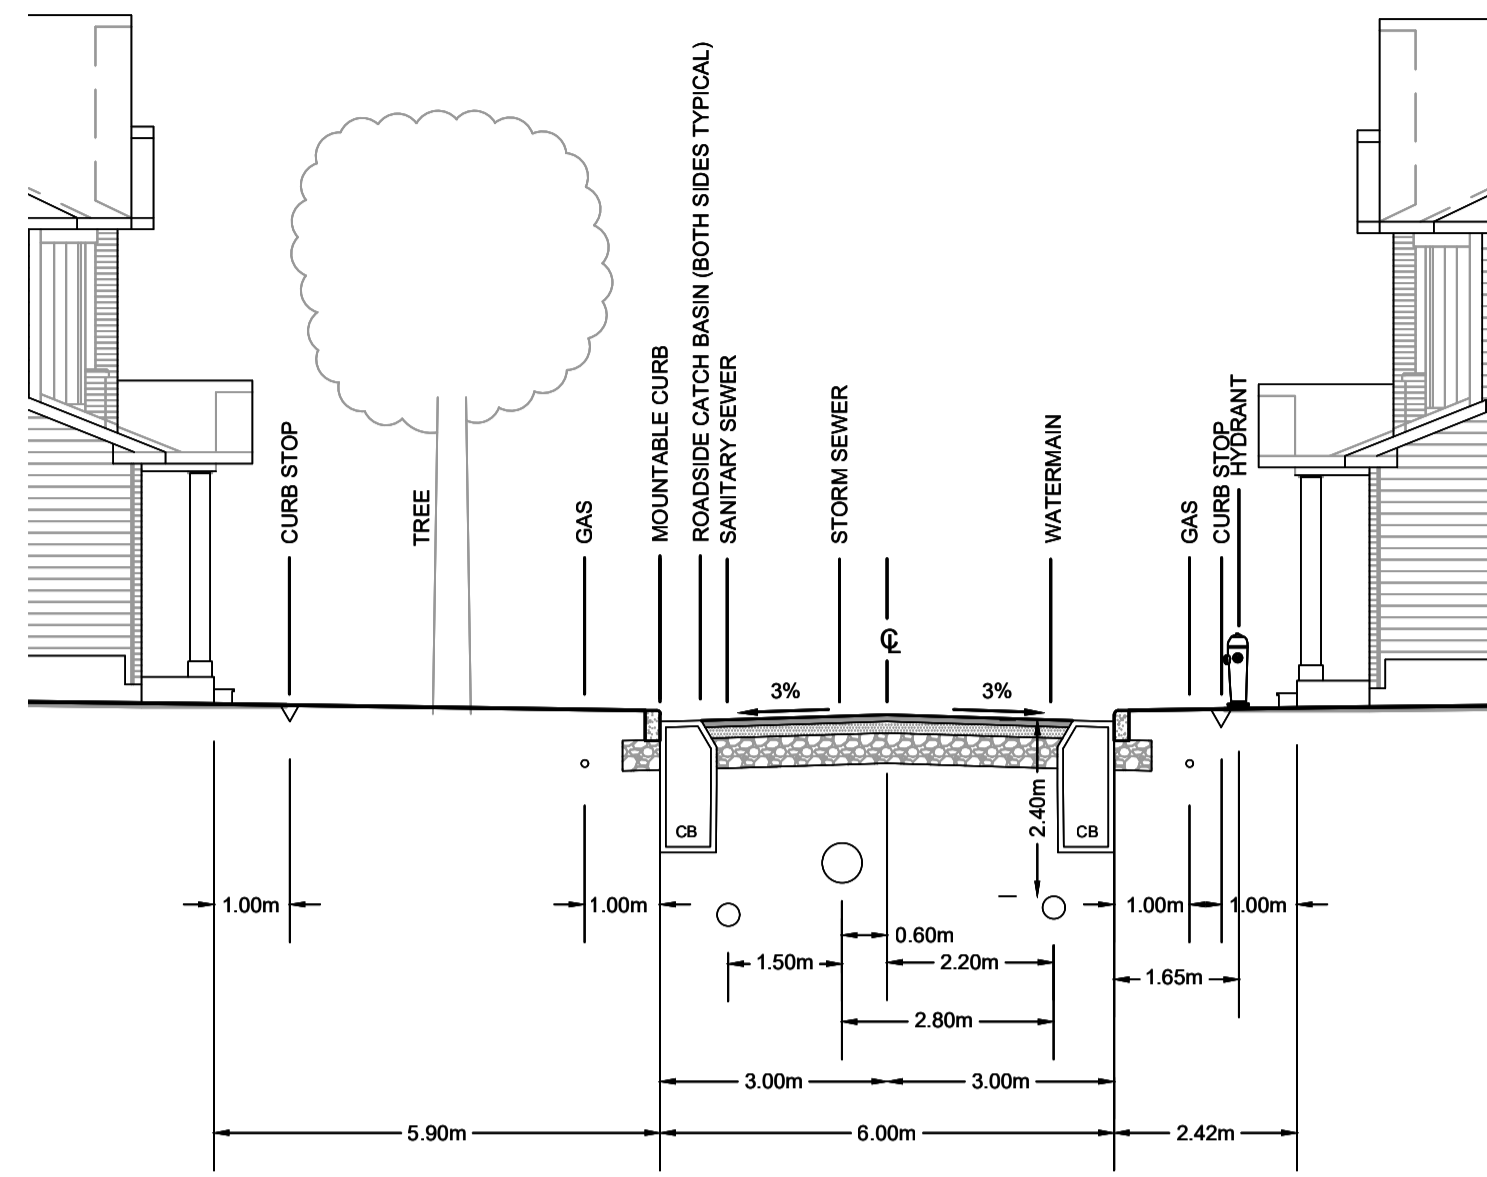 ROADSIDE CATCH BASIN (BOTH SIDES TYPICAL)
CURB STOP
TREE
GAS
MOUNTABLE CURB
SANITARY SEWER
STORM SEWER
WATERMAIN
GAS
CURB STOP
HYDRANT
℄
3%
3%
2.40m
CB
CB
1.00m
1.00m
1.00m
1.00m
0.60m
1.50m
2.20m
1.65m
2.80m
3.00m
3.00m
5.90m
6.00m
2.42m